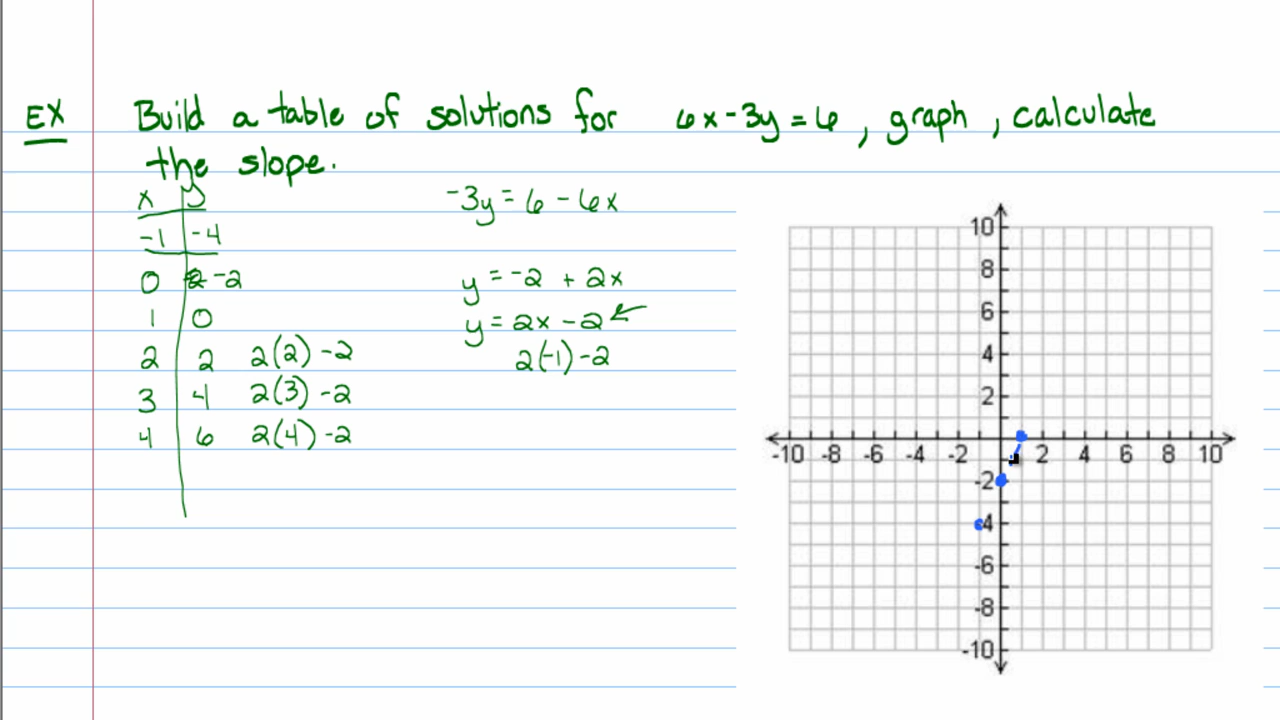 EX Build a table of solutions for 6x-3y=6, graph, calculate
the slope.
x y
-1 -4
0 -2
1 0
2 2 2(2) -2
3 4 2(3) -2
4 6 2(4) -2
-3y = 6 - 6x
y = -2 + 2x
y = 2x - 2
2(-1) -2
10
8
6
4
2
-10 -8 -6 -4 -2 2 4 6 8 10
-2
-4
-6
-8
-10